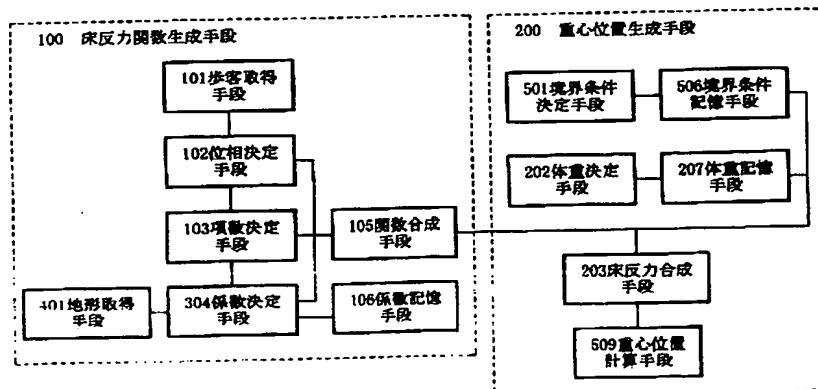 100 床反力関数生成手段
101歩容取得
手段
102位相決定
手段
103項数決定
手段
105関数合成
手段
401地形取得
手段
304係数決定
手段
106係数記憶
手段
200 重心位置生成手段
501境界条件
決定手段
506境界条件
記憶手段
202体重決定
手段
207体重記憶
手段
203床反力合成
手段
509重心位置
計算手段